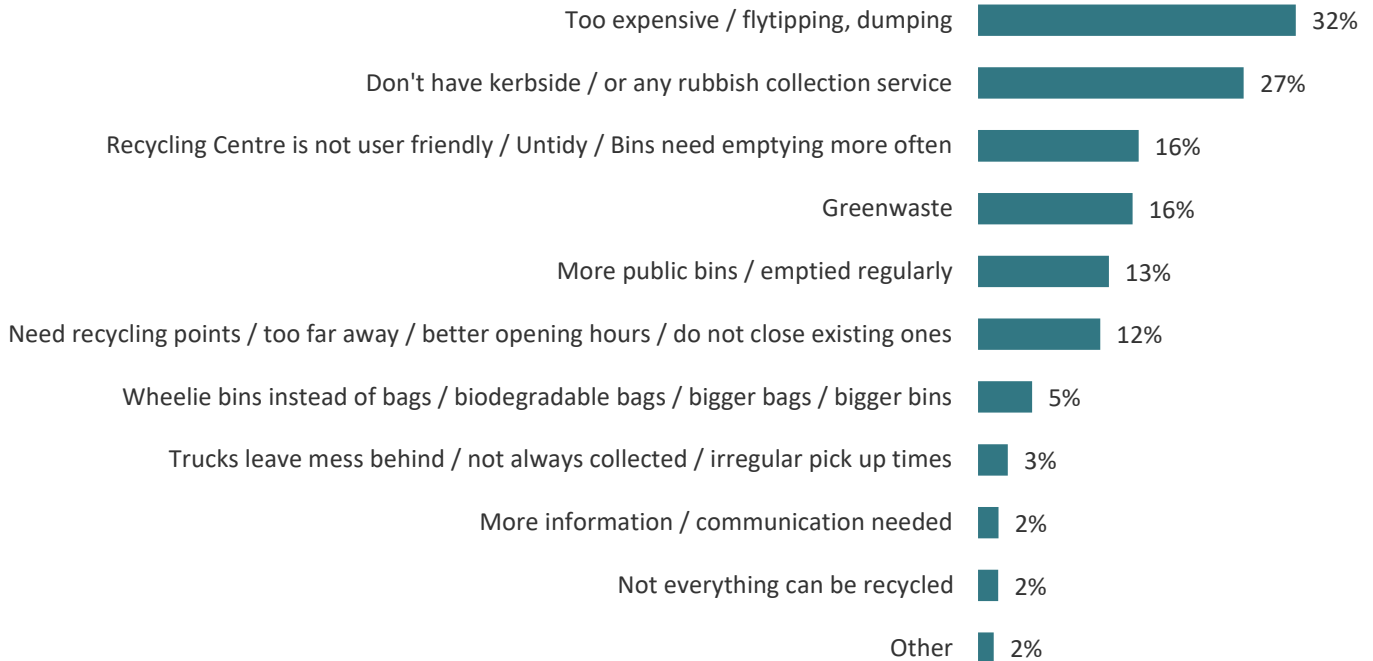 Too expensive / flytipping, dumping 32%
Don't have kerbside / or any rubbish collection service 27%
Recycling Centre is not user friendly / Untidy / Bins need emptying more often 16%
Greenwaste 16%
More public bins / emptied regularly 13%
Need recycling points / too far away / better opening hours / do not close existing ones 12%
Wheelie bins instead of bags / biodegradable bags / bigger bags / bigger bins 5%
Trucks leave mess behind / not always collected / irregular pick up times 3%
More information / communication needed 2%
Not everything can be recycled 2%
Other 2%